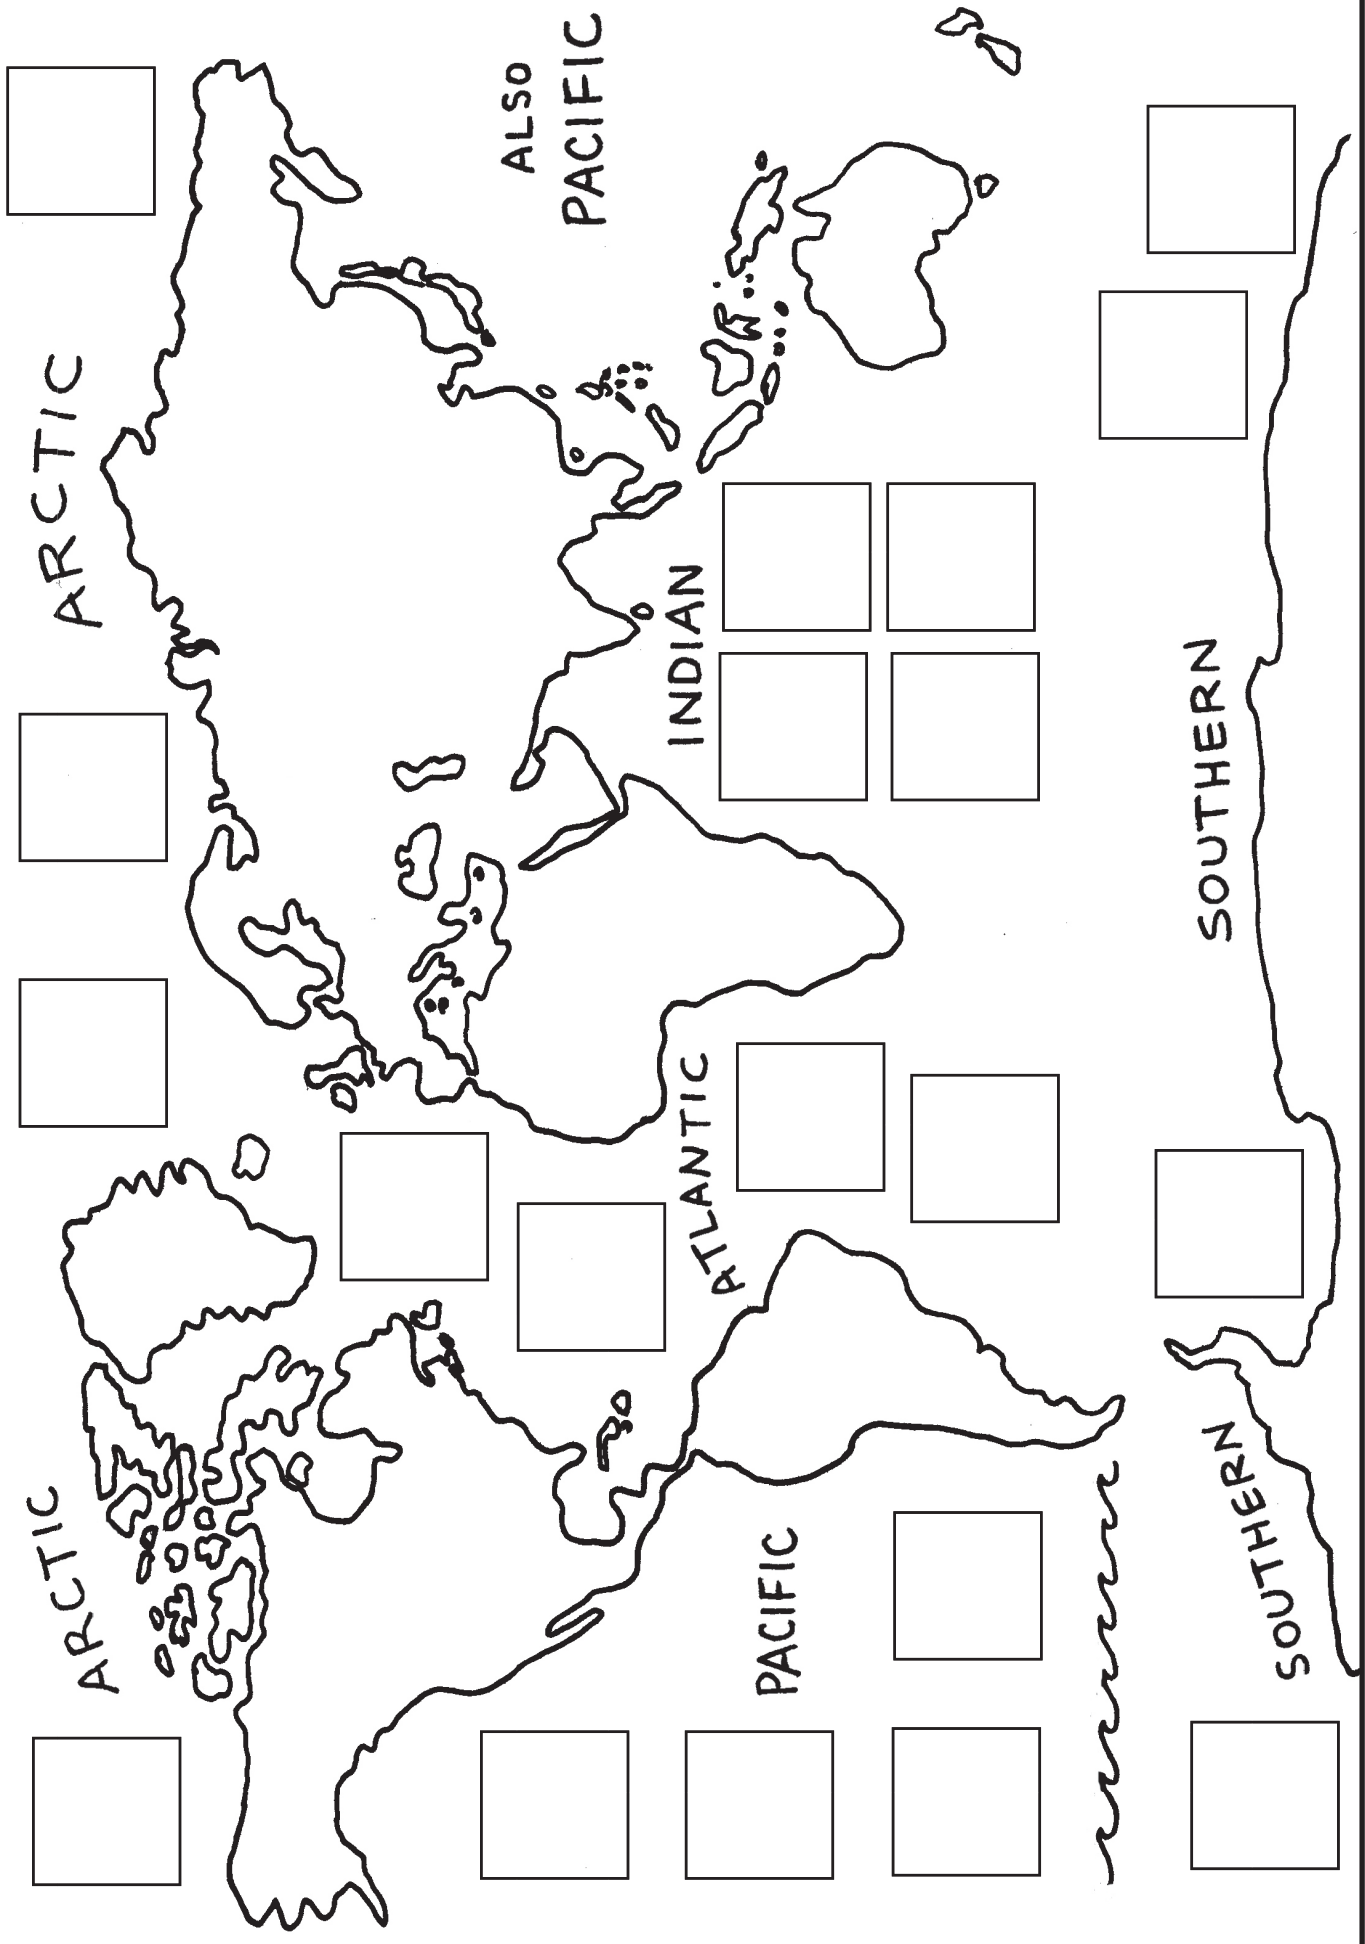 ARCTIC
ARCTIC
ALSO
PACIFIC
ATLANTIC
INDIAN
PACIFIC
SOUTHERN
SOUTHERN